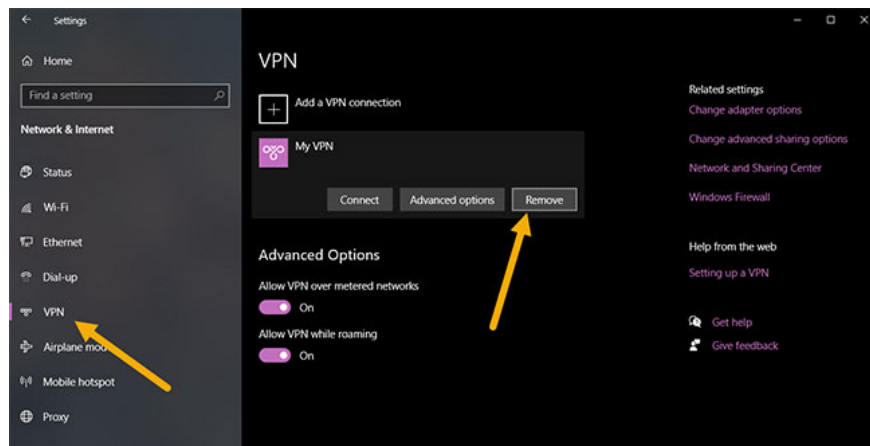 Settings
Home
Find a setting
Network & Internet
Status
Wi-Fi
Ethernet
Dial-up
VPN
Airplane mod
Mobile hotspot
Proxy
VPN
Add a VPN connection
My VPN
Connect
Advanced options
Remove
Advanced Options
Allow VPN over metered networks
On
Allow VPN while roaming
On
Related settings
Change adapter options
Change advanced sharing options
Network and Sharing Center
Windows Firewall
Help from the web
Setting up a VPN
Get help
Give feedback